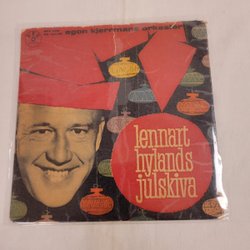 egon kjerrmans orkester
lennart
hylands
julskiva